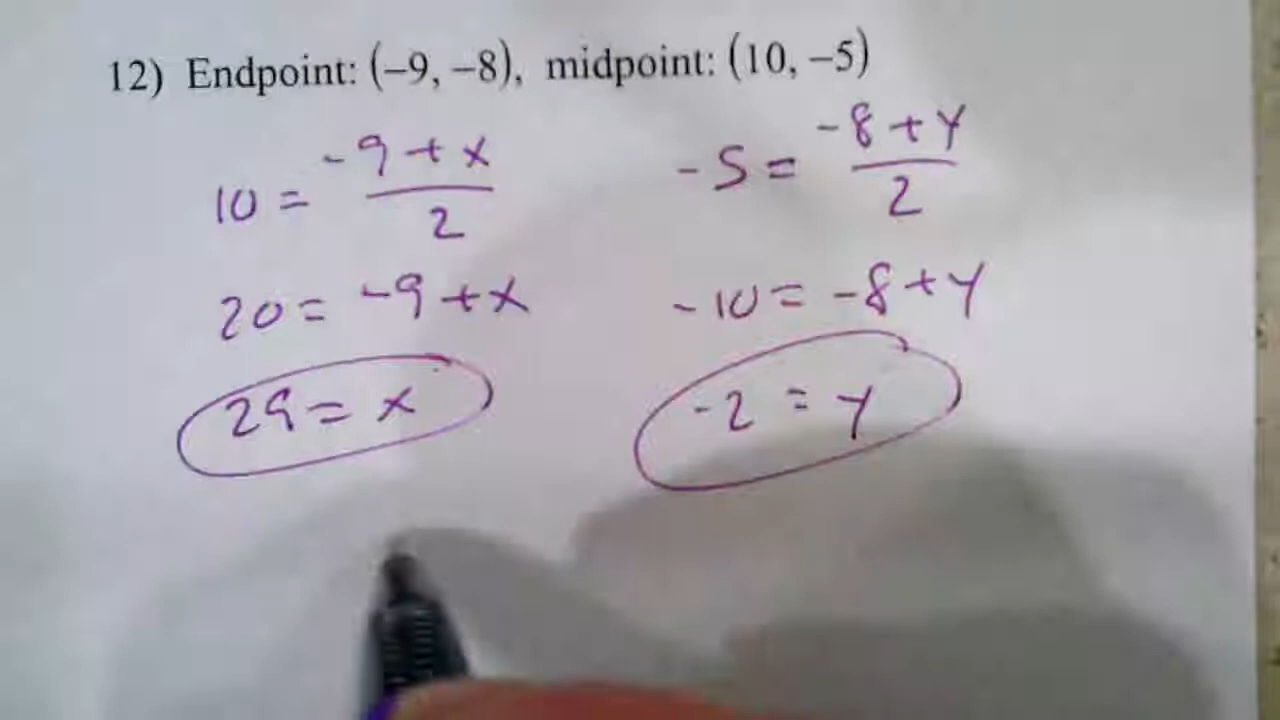 12) Endpoint: (−9, −8), midpoint: (10, −5)
10 = -9 + x / 2
-5 = -8 + y / 2
20 = -9 + x
-10 = -8 + y
29 = x
-2 = y